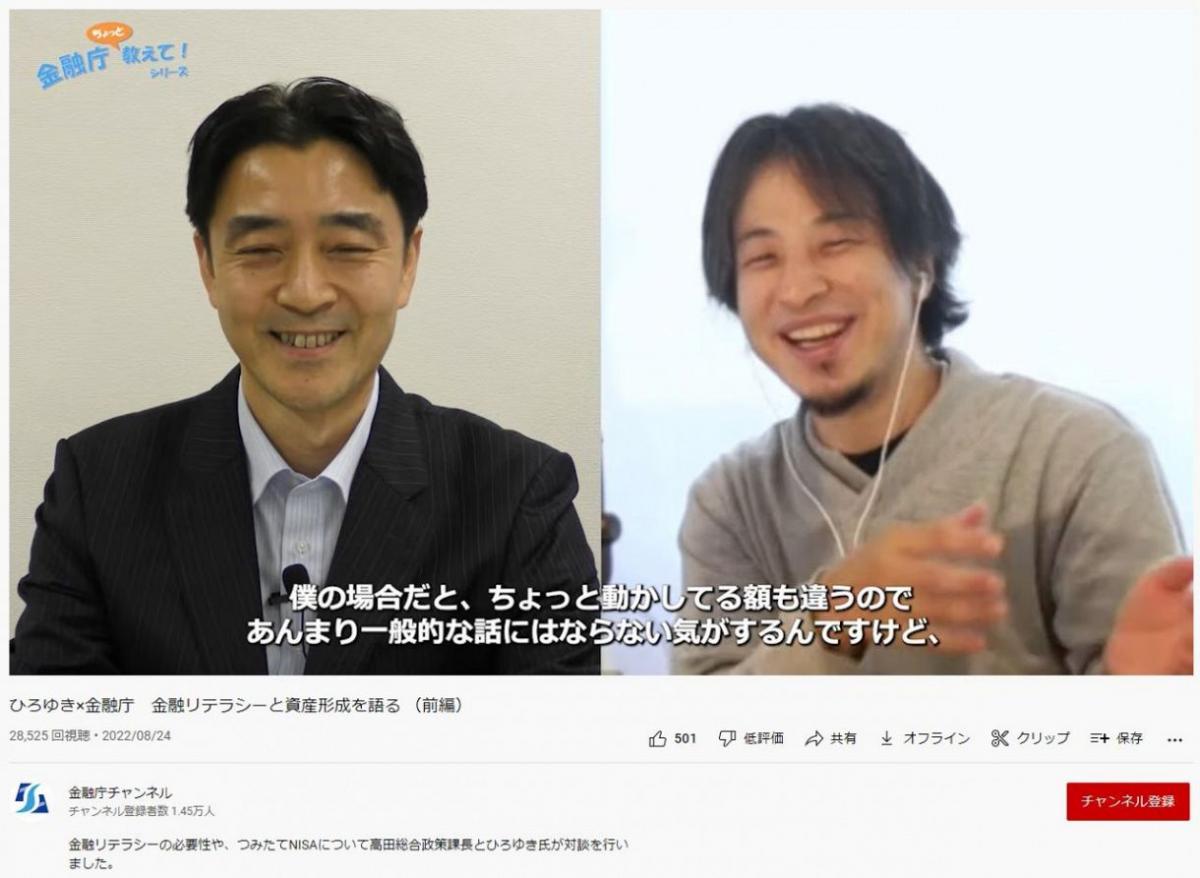 ちょっと
金融庁 教えて!
シリーズ
僕の場合だと、ちょっと動かしてる額も違うので
あんまり一般的な話にはならない気がするんですけど、
ひろゆき×金融庁 金融リテラシーと資産形成を語る (前編)
28,525 回視聴・2022/08/24
501 低評価 共有 オフライン クリップ 保存 …
金融庁チャンネル
チャンネル登録者数 1.45万人
チャンネル登録
金融リテラシーの必要性や、つみたてNISAについて高田総合政策課長とひろゆき氏が対談を行い
ました。